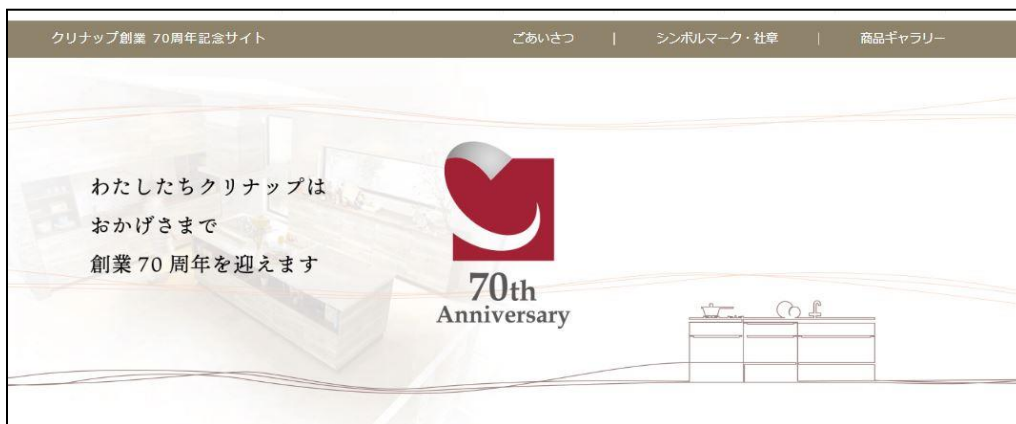 クリナップ創業 70周年記念サイト
ごあいさつ | シンボルマーク・社章 | 商品ギャラリー
わたしたちクリナップは
おかげさまで
創業 70 周年を迎えます
70th
Anniversary